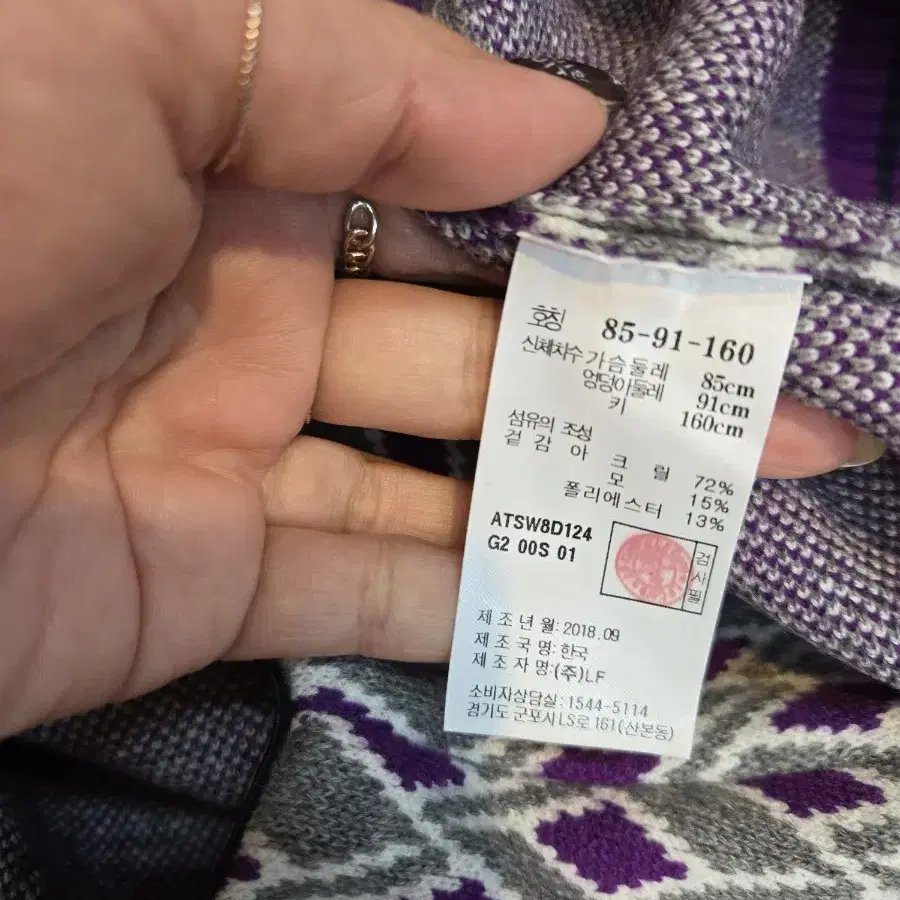 호칭 85-91-160
신체치수 가슴둘레 85cm
엉덩이둘레 91cm
키 160cm
섬유의 조성
겉감 아크릴 72%
모 15%
폴리에스터 13%
ATSW8D124
G2 00S 01
검사필
제조년월: 2018.09
제조국명: 한국
제조자명: (주)LF
소비자상담실: 1544-5114
경기도 군포시 LS로 161(산본동)